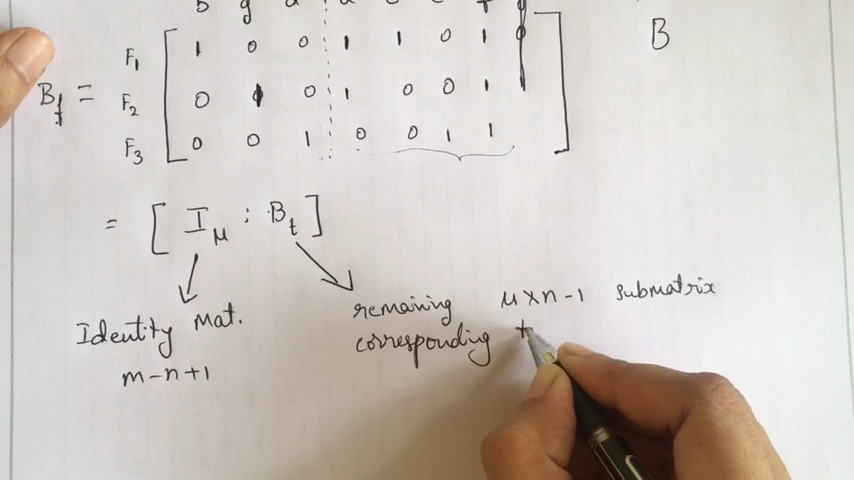 B
F₁ 1 0 0 1 1 0 1
B_f = F₂ 0 1 0 1 0 0 1
F₃ 0 0 1 0 0 1 1
= [ I_μ : B_t ]
remaining μ × n - 1 submatrix
Identity Mat. corresponding t
m - n + 1